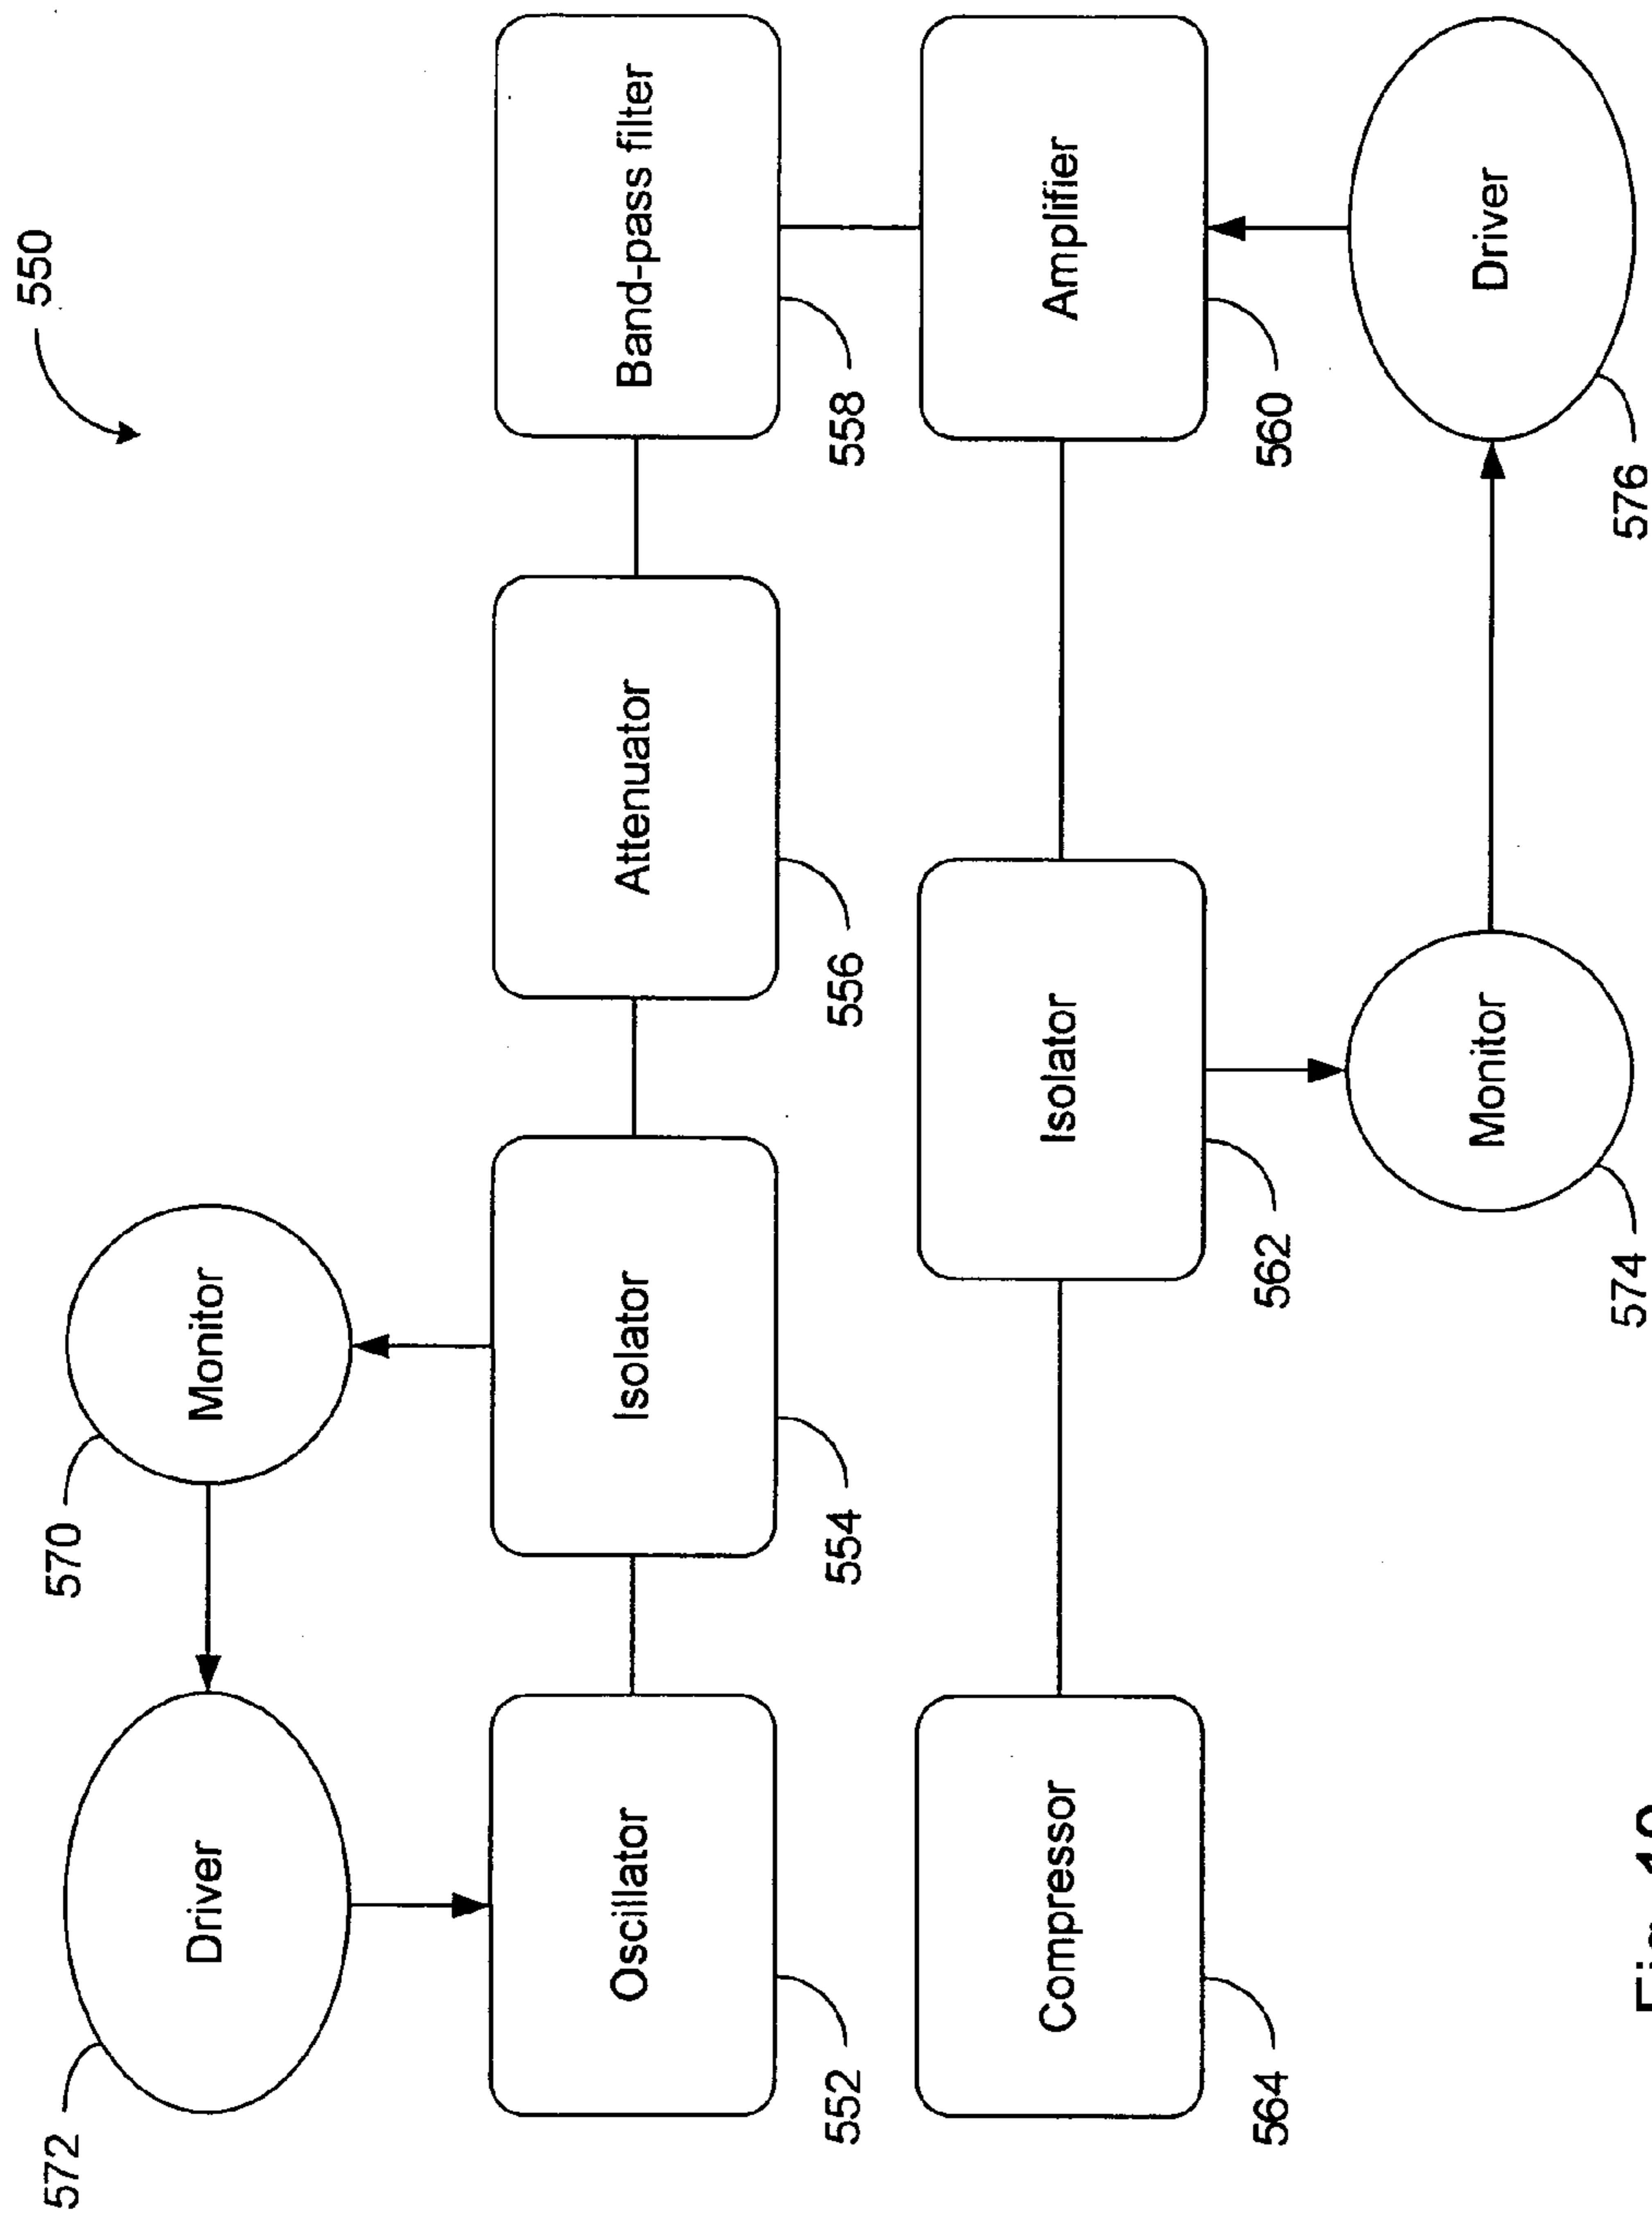 550
570
572
Driver
Monitor
Oscillator
Isolator
Attenuator
Band-pass filter
552
554
556
558
Compressor
Isolator
Amplifier
564
562
560
Monitor
Driver
574
576